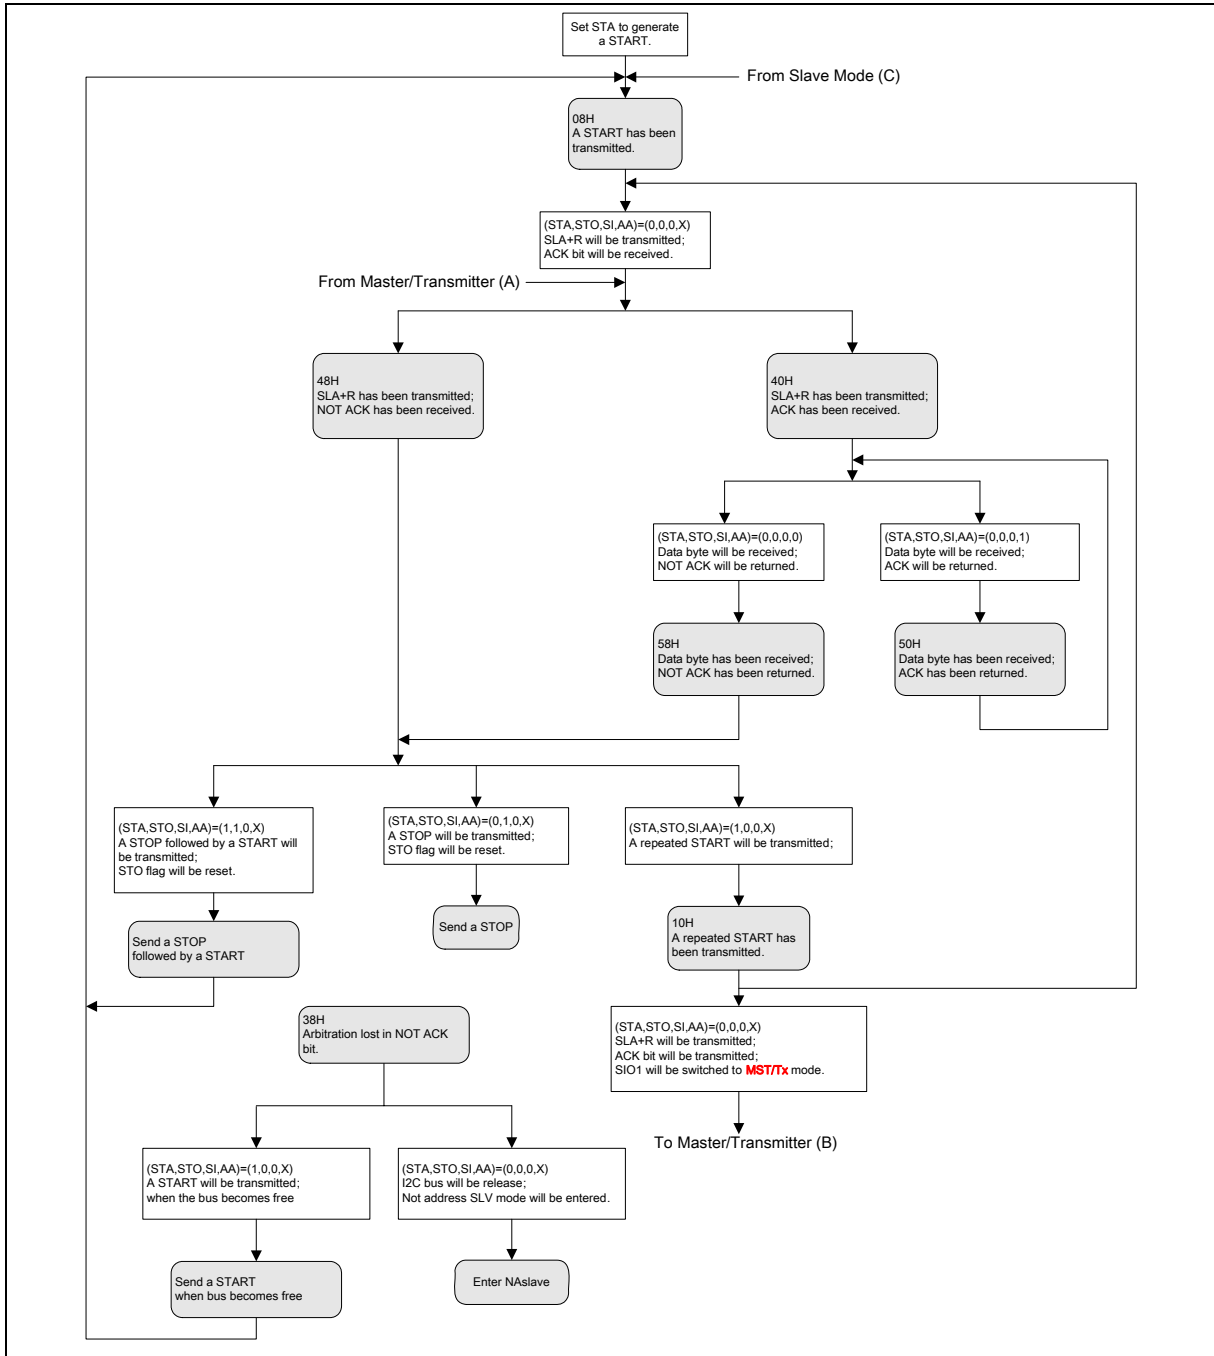 Set STA to generate
a START.
From Slave Mode (C)
08H
A START has been
transmitted.
(STA,STO,SI,AA)=(0,0,0,X)
SLA+R will be transmitted;
ACK bit will be received.
From Master/Transmitter (A)
48H
SLA+R has been transmitted;
NOT ACK has been received.
40H
SLA+R has been transmitted;
ACK has been received.
(STA,STO,SI,AA)=(0,0,0,0)
Data byte will be received;
NOT ACK will be returned.
(STA,STO,SI,AA)=(0,0,0,1)
Data byte will be received;
ACK will be returned.
58H
Data byte has been received;
NOT ACK has been returned.
50H
Data byte has been received;
ACK has been returned.
(STA,STO,SI,AA)=(1,1,0,X)
A STOP followed by a START will
be transmitted;
STO flag will be reset.
(STA,STO,SI,AA)=(0,1,0,X)
A STOP will be transmitted;
STO flag will be reset.
(STA,STO,SI,AA)=(1,0,0,X)
A repeated START will be transmitted;
Send a STOP
followed by a START
Send a STOP
10H
A repeated START has
been transmitted.
38H
Arbitration lost in NOT ACK
bit.
(STA,STO,SI,AA)=(0,0,0,X)
SLA+R will be transmitted;
ACK bit will be transmitted;
SIO1 will be switched to MST/Tx mode.
To Master/Transmitter (B)
(STA,STO,SI,AA)=(1,0,0,X)
A START will be transmitted;
when the bus becomes free
(STA,STO,SI,AA)=(0,0,0,X)
I2C bus will be release;
Not address SLV mode will be entered.
Send a START
when bus becomes free
Enter NAslave